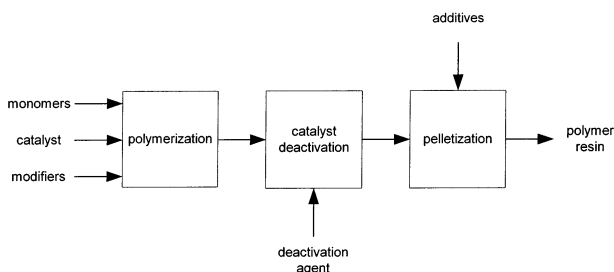 additives
monomers
catalyst
modifiers
polymerization
catalyst
deactivation
pelletization
polymer
resin
deactivation
agent